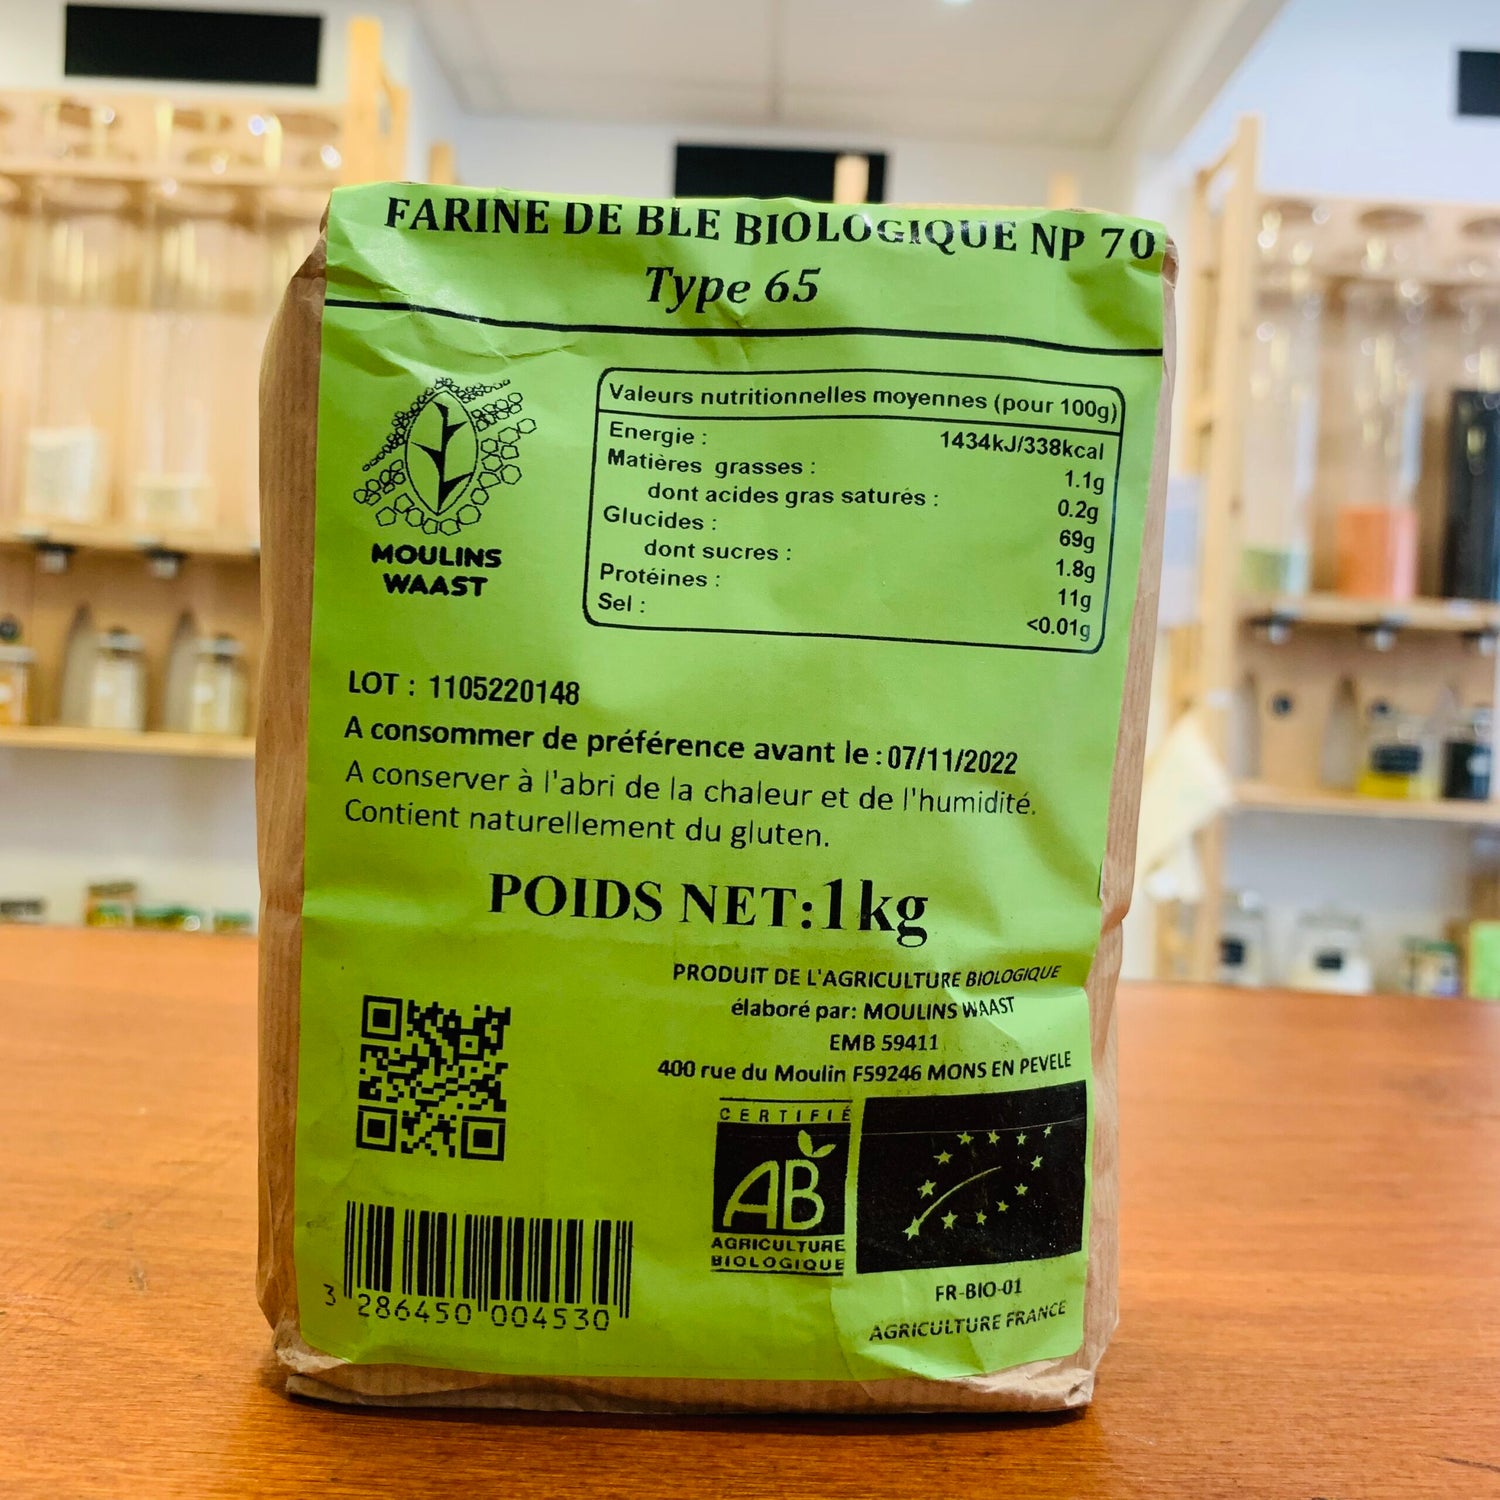 FARINE DE BLE BIOLOGIQUE NP 70
Type 65
MOULINS
WAAST
Valeurs nutritionnelles moyennes (pour 100g)
Energie : 1434kJ/338kcal
Matières grasses : 1.1g
dont acides gras saturés : 0.2g
Glucides : 69g
dont sucres : 1.8g
Protéines : 11g
Sel : <0.01g
LOT : 1105220148
A consommer de préférence avant le : 07/11/2022
A conserver à l'abri de la chaleur et de l'humidité.
Contient naturellement du gluten.
POIDS NET:1kg
PRODUIT DE L'AGRICULTURE BIOLOGIQUE
élaboré par: MOULINS WAAST
EMB 59411
400 rue du Moulin F59246 MONS EN PEVELE
CERTIFIÉ
AB
AGRICULTURE
BIOLOGIQUE
FR-BIO-01
AGRICULTURE FRANCE
3 286450 004530